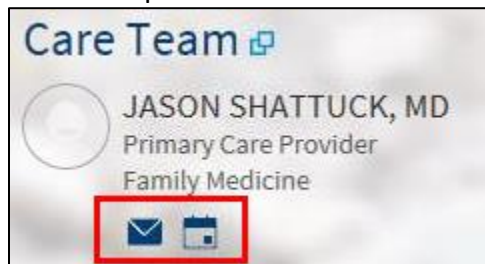 Care Team
JASON SHATTUCK, MD
Primary Care Provider
Family Medicine